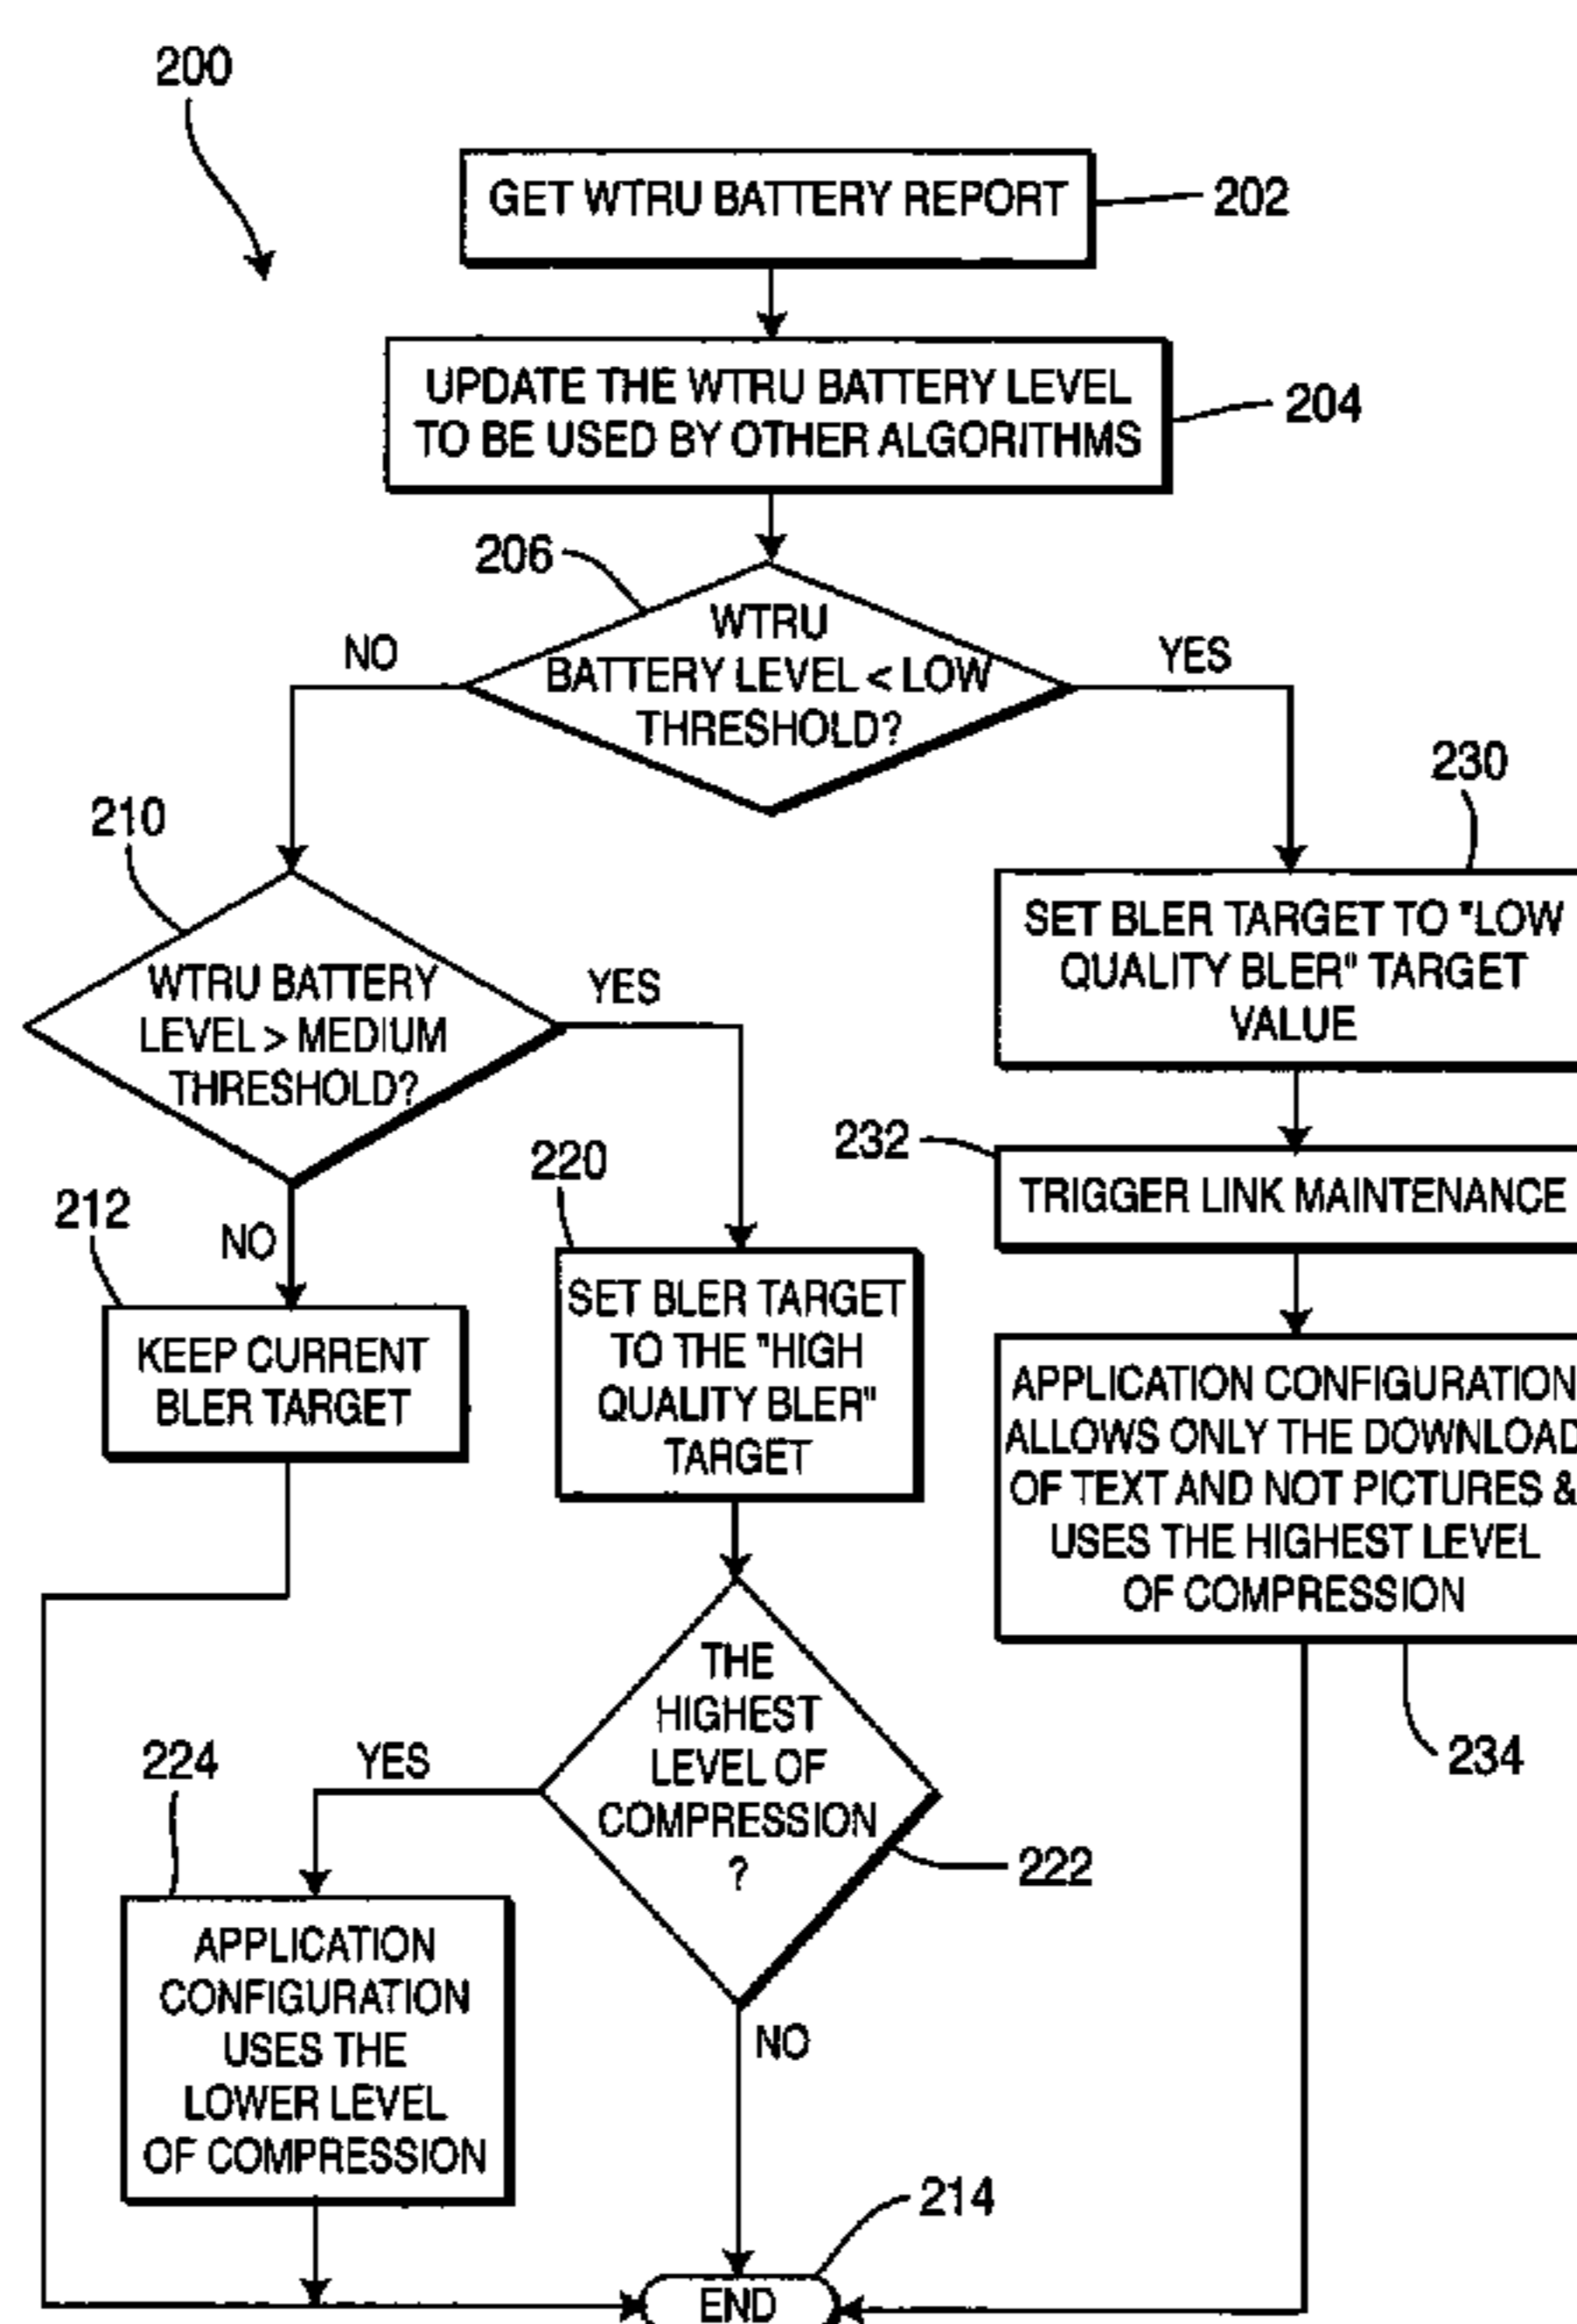 200
GET WTRU BATTERY REPORT
202
UPDATE THE WTRU BATTERY LEVEL
TO BE USED BY OTHER ALGORITHMS
204
206
WTRU
BATTERY LEVEL < LOW
THRESHOLD?
NO
YES
210
WTRU BATTERY
LEVEL > MEDIUM
THRESHOLD?
YES
NO
230
SET BLER TARGET TO "LOW
QUALITY BLER" TARGET
VALUE
232
TRIGGER LINK MAINTENANCE
212
KEEP CURRENT
BLER TARGET
220
SET BLER TARGET
TO THE "HIGH
QUALITY BLER"
TARGET
APPLICATION CONFIGURATION
ALLOWS ONLY THE DOWNLOAD
OF TEXT AND NOT PICTURES &
USES THE HIGHEST LEVEL
OF COMPRESSION
234
THE
HIGHEST
LEVEL OF
COMPRESSION
?
222
YES
NO
224
APPLICATION
CONFIGURATION
USES THE
LOWER LEVEL
OF COMPRESSION
214
END